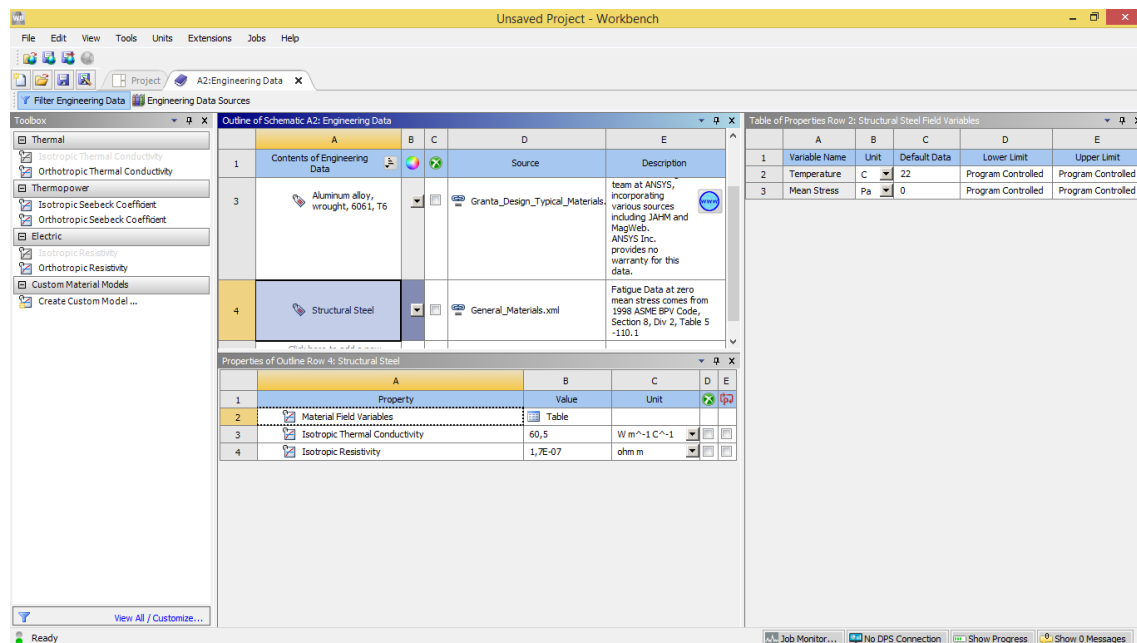 Unsaved Project - Workbench
File Edit View Tools Units Extensions Jobs Help
Project A2:Engineering Data
Filter Engineering Data Engineering Data Sources
Toolbox
Thermal
Isotropic Thermal Conductivity
Orthotropic Thermal Conductivity
Thermopower
Isotropic Seebeck Coefficient
Orthotropic Seebeck Coefficient
Electric
Isotropic Resistivity
Orthotropic Resistivity
Custom Material Models
Create Custom Model ...
View All / Customize...
Outline of Schematic A2: Engineering Data
A B C D E
1 Contents of Engineering Data Source Description
3 Aluminum alloy, wrought, 6061, T6 Granta_Design_Typical_Materials.
team at ANSYS,
incorporating
various sources
including JAHM and
MagWeb.
ANSYS Inc.
provides no
warranty for this
data.
www
4 Structural Steel General_Materials.xml
Fatigue Data at zero
mean stress comes from
1998 ASME BPV Code,
Section 8, Div 2, Table 5
-110.1
Properties of Outline Row 4: Structural Steel
A B C D E
1 Property Value Unit
2 Material Field Variables Table
3 Isotropic Thermal Conductivity 60,5 W m^-1 C^-1
4 Isotropic Resistivity 1,7E-07 ohm m
Table of Properties Row 2: Structural Steel Field Variables
A B C D E
1 Variable Name Unit Default Data Lower Limit Upper Limit
2 Temperature C 22 Program Controlled Program Controlled
3 Mean Stress Pa 0 Program Controlled Program Controlled
Ready Job Monitor... No DPS Connection Show Progress Show 0 Messages